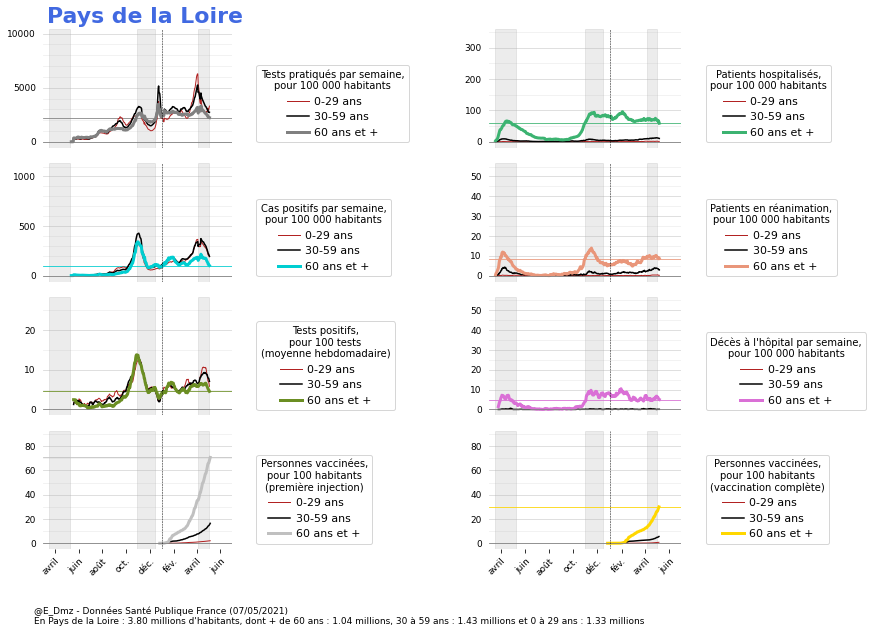 Pays de la Loire
10000
5000
0
Tests pratiqués par semaine,
pour 100 000 habitants
0-29 ans
30-59 ans
60 ans et +
300
200
100
0
Patients hospitalisés,
pour 100 000 habitants
0-29 ans
30-59 ans
60 ans et +
1000
500
0
Cas positifs par semaine,
pour 100 000 habitants
0-29 ans
30-59 ans
60 ans et +
50
40
30
20
10
0
Patients en réanimation,
pour 100 000 habitants
0-29 ans
30-59 ans
60 ans et +
20
10
0
Tests positifs,
pour 100 tests
(moyenne hebdomadaire)
0-29 ans
30-59 ans
60 ans et +
50
40
30
20
10
0
Décès à l'hôpital par semaine,
pour 100 000 habitants
0-29 ans
30-59 ans
60 ans et +
80
60
40
20
0
avril
juin
août
oct.
déc.
fév.
avril
juin
Personnes vaccinées,
pour 100 habitants
(première injection)
0-29 ans
30-59 ans
60 ans et +
80
60
40
20
0
avril
juin
août
oct.
déc.
fév.
avril
juin
Personnes vaccinées,
pour 100 habitants
(vaccination complète)
0-29 ans
30-59 ans
60 ans et +
@E_Dmz - Données Santé Publique France (07/05/2021)
En Pays de la Loire : 3.80 millions d'habitants, dont + de 60 ans : 1.04 millions, 30 à 59 ans : 1.43 millions et 0 à 29 ans : 1.33 millions